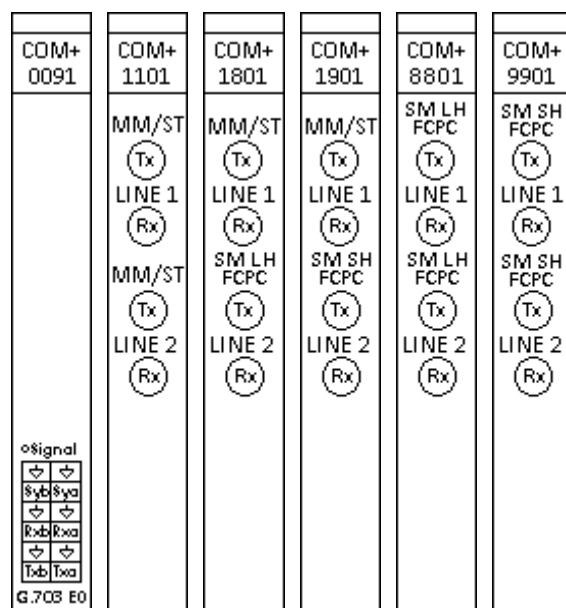 COM+
0091
oSignal
Syb Sya
Rxb Rxa
Txb Txa
G.703 E0
COM+
1101
MM/ST
Tx
LINE 1
Rx
MM/ST
Tx
LINE 2
Rx
COM+
1801
MM/ST
Tx
LINE 1
Rx
SM LH
FCPC
Tx
LINE 2
Rx
COM+
1901
MM/ST
Tx
LINE 1
Rx
SM SH
FCPC
Tx
LINE 2
Rx
COM+
8801
SM LH
FCPC
Tx
LINE 1
Rx
SM LH
FCPC
Tx
LINE 2
Rx
COM+
9901
SM SH
FCPC
Tx
LINE 1
Rx
SM SH
FCPC
Tx
LINE 2
Rx